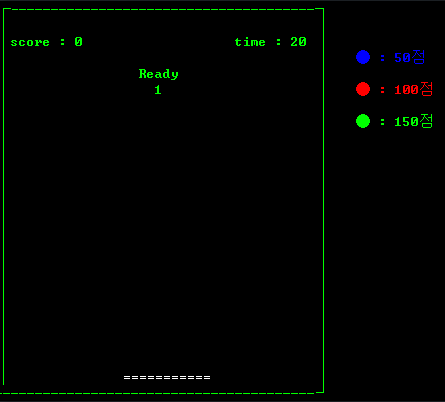 score : 0 time : 20
Ready
1
● : 50점
● : 100점
● : 150점
===========